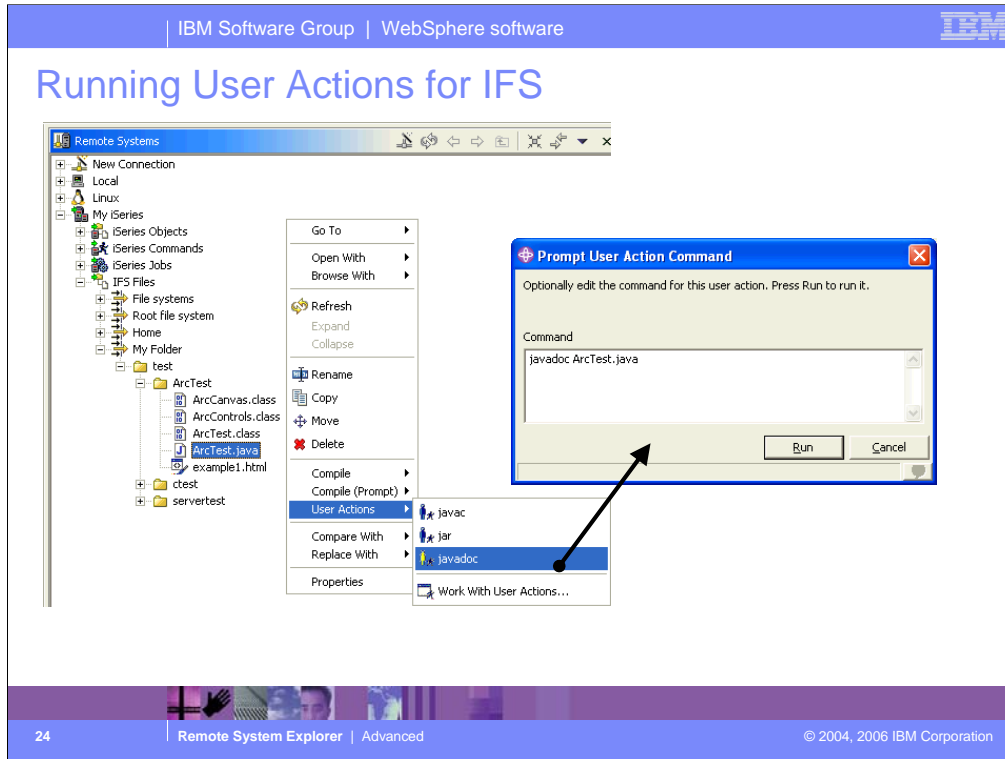 IBM Software Group | WebSphere software
IBM
Running User Actions for IFS
Remote Systems
New Connection
Local
Linux
My iSeries
iSeries Objects
iSeries Commands
iSeries Jobs
IFS Files
File systems
Root file system
Home
My Folder
test
ArcTest
ArcCanvas.class
ArcControls.class
ArcTest.class
ArcTest.java
example1.html
ctest
servertest
Go To
Open With
Browse With
Refresh
Expand
Collapse
Rename
Copy
Move
Delete
Compile
Compile (Prompt)
User Actions
Compare With
Replace With
Properties
javac
jar
javadoc
Work With User Actions...
Prompt User Action Command
Optionally edit the command for this user action. Press Run to run it.
Command
javadoc ArcTest.java
Run
Cancel
24
Remote System Explorer | Advanced
© 2004, 2006 IBM Corporation